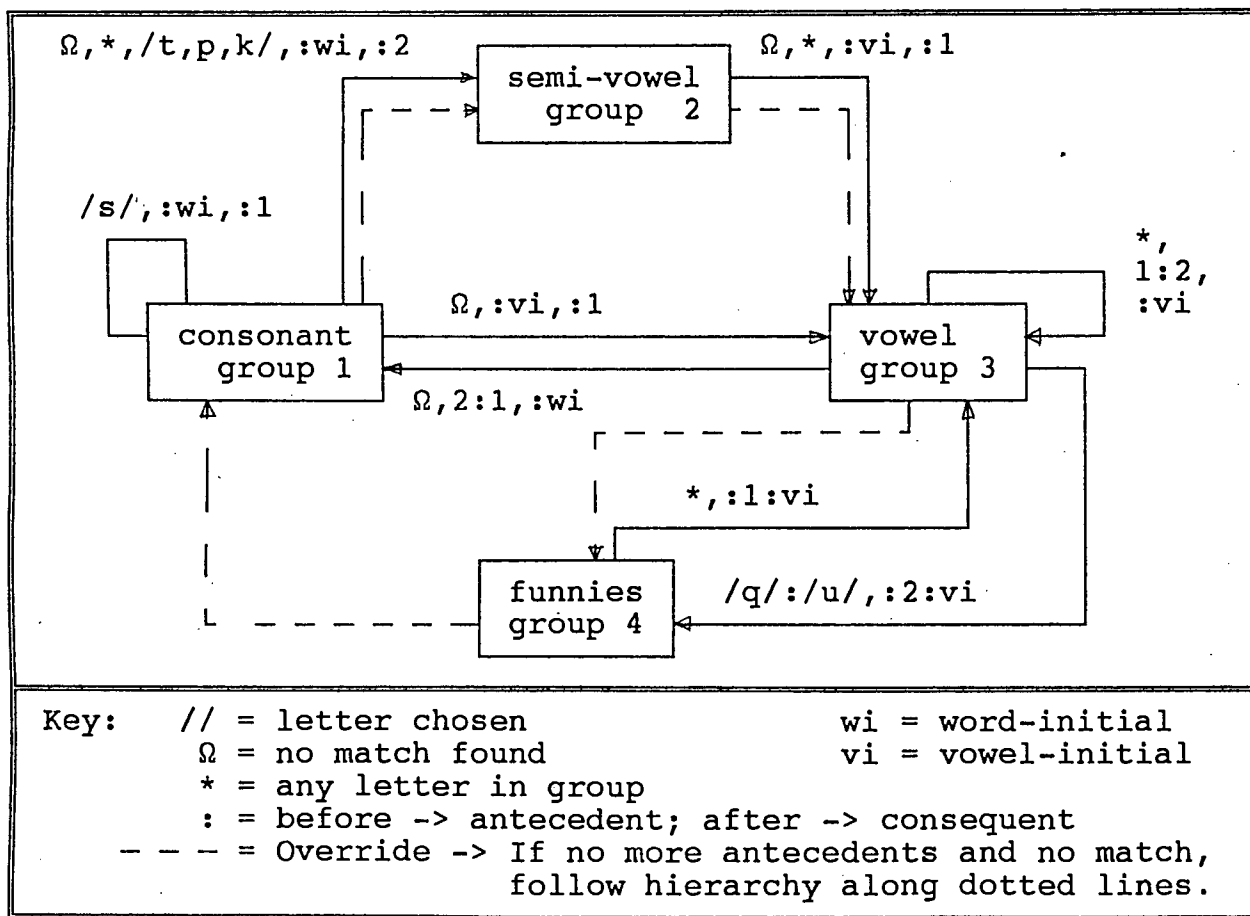 Ω,*,/t,p,k/,:wi,:2
Ω,*,:vi,:1
semi-vowel
group 2
/s/,:wi,:1
*,
1:2,
:vi
Ω,:vi,:1
consonant
group 1
vowel
group 3
Ω,2:1,:wi
*,:1:vi
funnies
group 4
/q/:/u/,:2:vi
Key: // = letter chosen wi = word-initial
Ω = no match found vi = vowel-initial
* = any letter in group
: = before -> antecedent; after -> consequent
- - - = Override -> If no more antecedents and no match,
follow hierarchy along dotted lines.